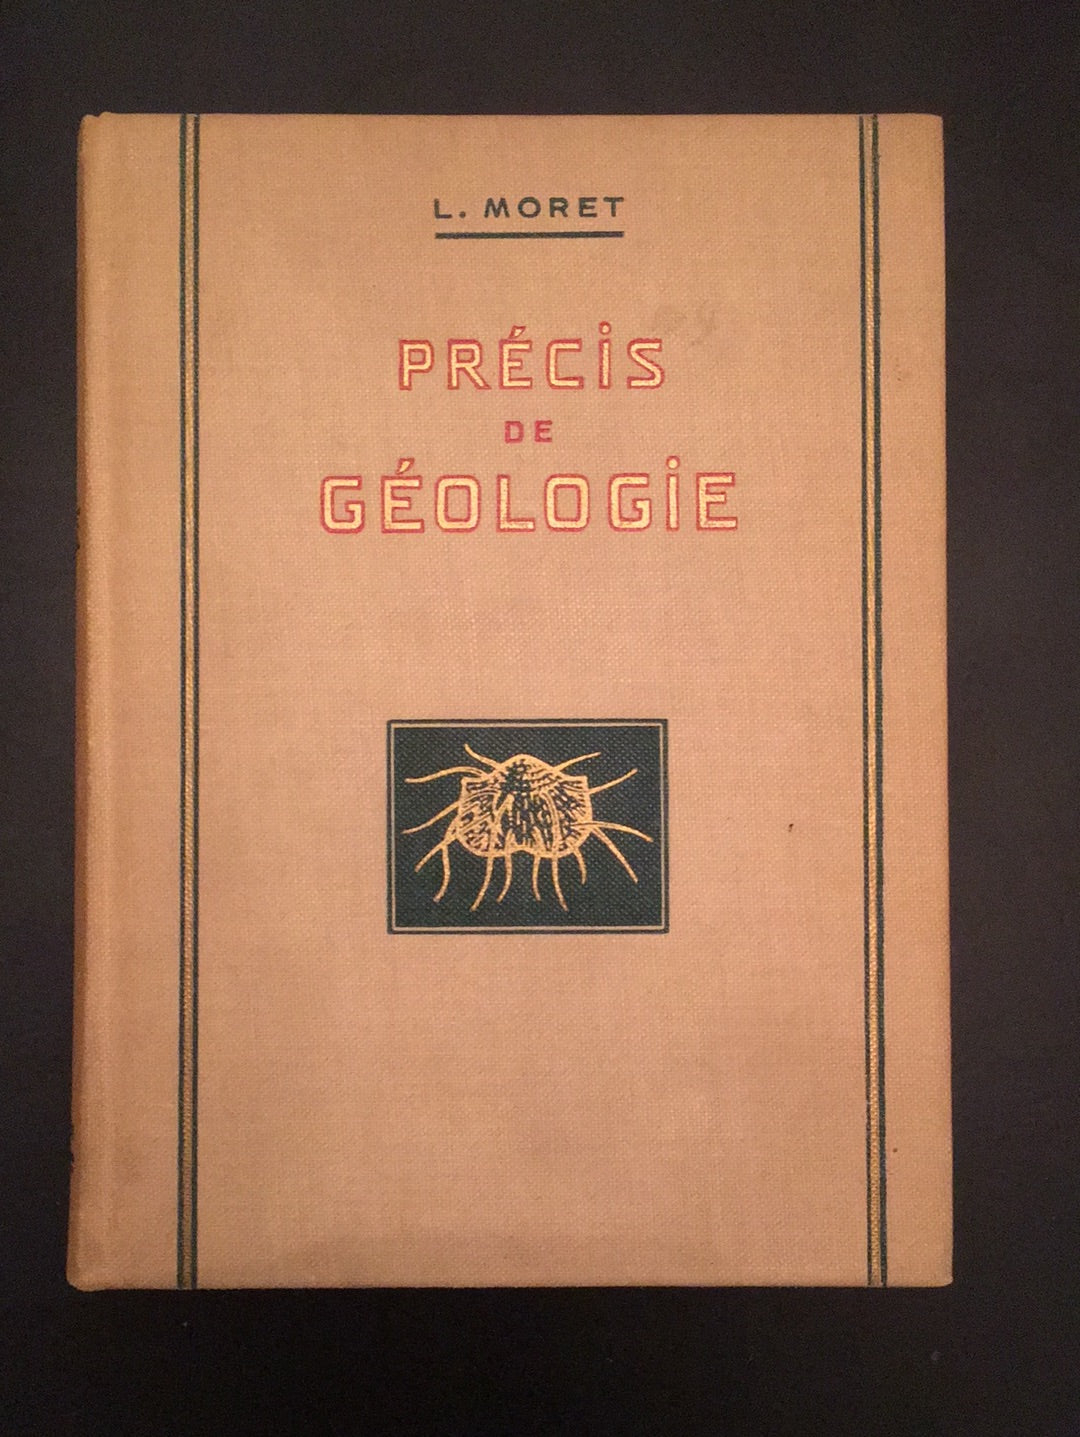 L. MORET
PRÉCIS
DE
GÉOLOGIE